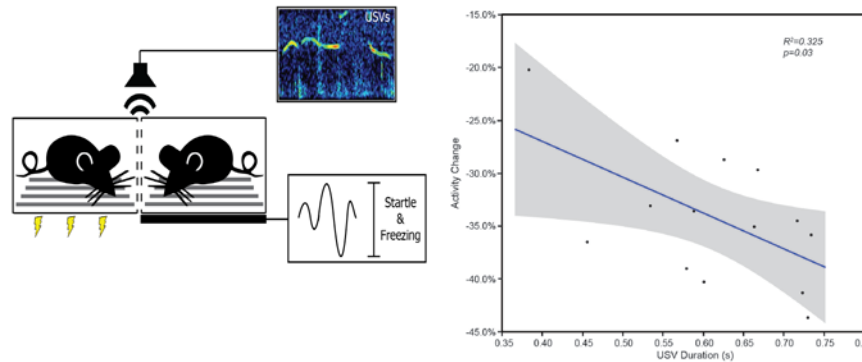 USVs
Startle
&
Freezing
-15.0%
R²=0.325
p=0.03
-20.0%
-25.0%
-30.0%
-35.0%
-40.0%
-45.0%
Activity Change
0.35 0.40 0.45 0.50 0.55 0.60 0.65 0.70 0.75
USV Duration (s)